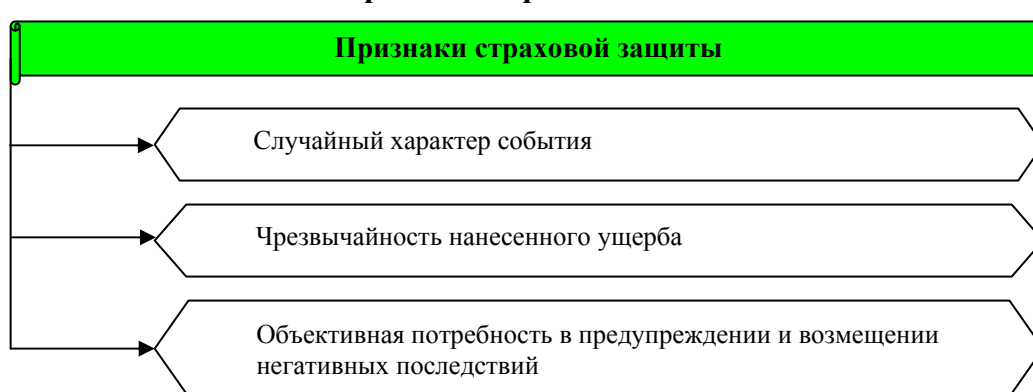 Признаки страховой защиты
Случайный характер события
Чрезвычайность нанесенного ущерба
Объективная потребность в предупреждении и возмещении
негативных последствий